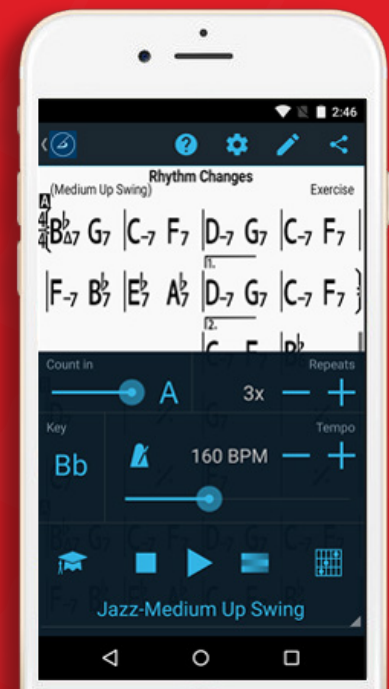 2:46
Rhythm Changes
(Medium Up Swing) Exercise
A
4/4 B♭Δ7 G7 | C-7 F7 | D-7 G7 | C-7 F7 |
1.
| F-7 B♭7 | E♭7 A♭7 | D-7 G7 | C-7 F7 }
2.
Count in Repeats
A 3x
Key Tempo
Bb 160 BPM
Jazz-Medium Up Swing